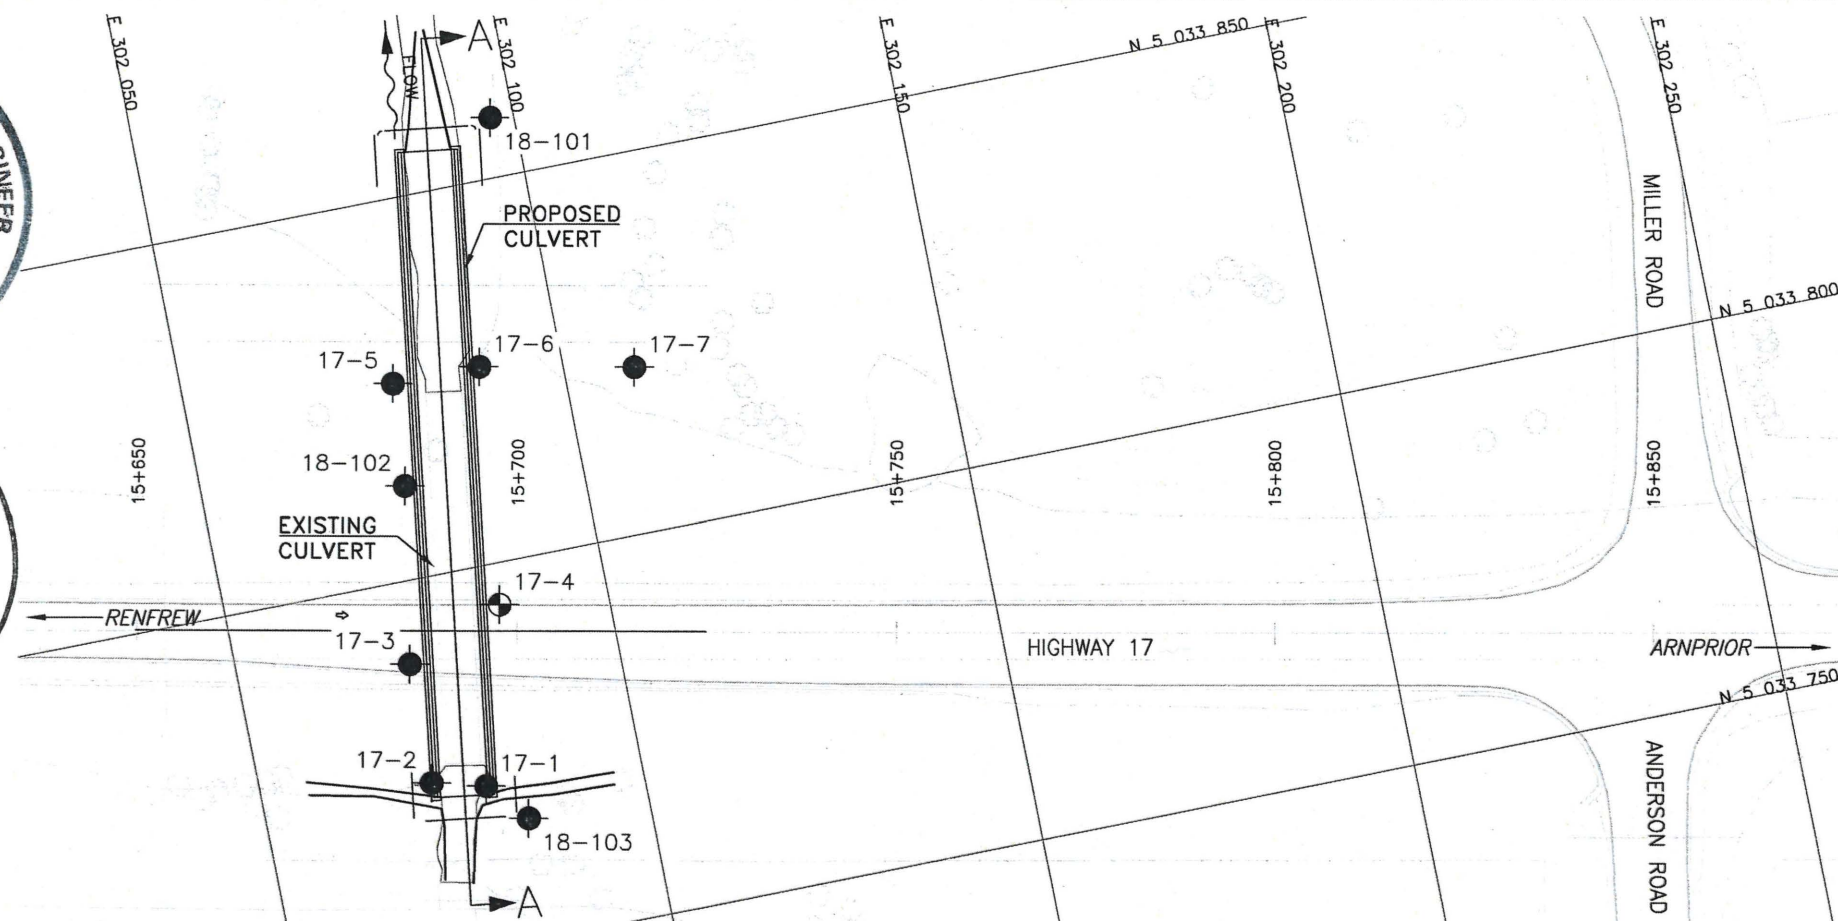 E 302 050
A
FLOW
E 302 100
N 5 033 850
E 302 150
E 302 200
E 302 250
18-101
MILLER ROAD
PROPOSED
CULVERT
N 5 033 800
17-5
17-6
17-7
18-102
15+650
15+700
15+750
15+800
15+850
EXISTING
CULVERT
17-4
RENFREW
17-3
HIGHWAY 17
ARNPRIOR
N 5 033 750
17-2
17-1
18-103
ANDERSON ROAD
A